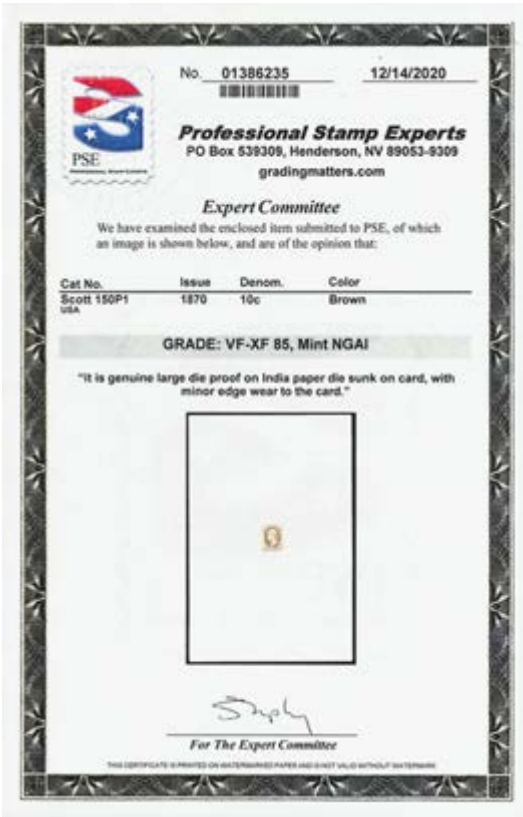 No. 01386235 12/14/2020
PSE
Professional Stamp Experts
PO Box 539309, Henderson, NV 89053-9309
gradingmatters.com
Expert Committee
We have examined the enclosed item submitted to PSE, of which
an image is shown below, and are of the opinion that:
Cat No. Issue Denom. Color
Scott 150P1 1870 10c Brown
USA
GRADE: VF-XF 85, Mint NGAI
"it is genuine large die proof on India paper die sunk on card, with
minor edge wear to the card."
For The Expert Committee
THIS CERTIFICATE IS PRINTED ON WATERMARKED PAPER AND IS NOT VALID WITHOUT WATERMARK